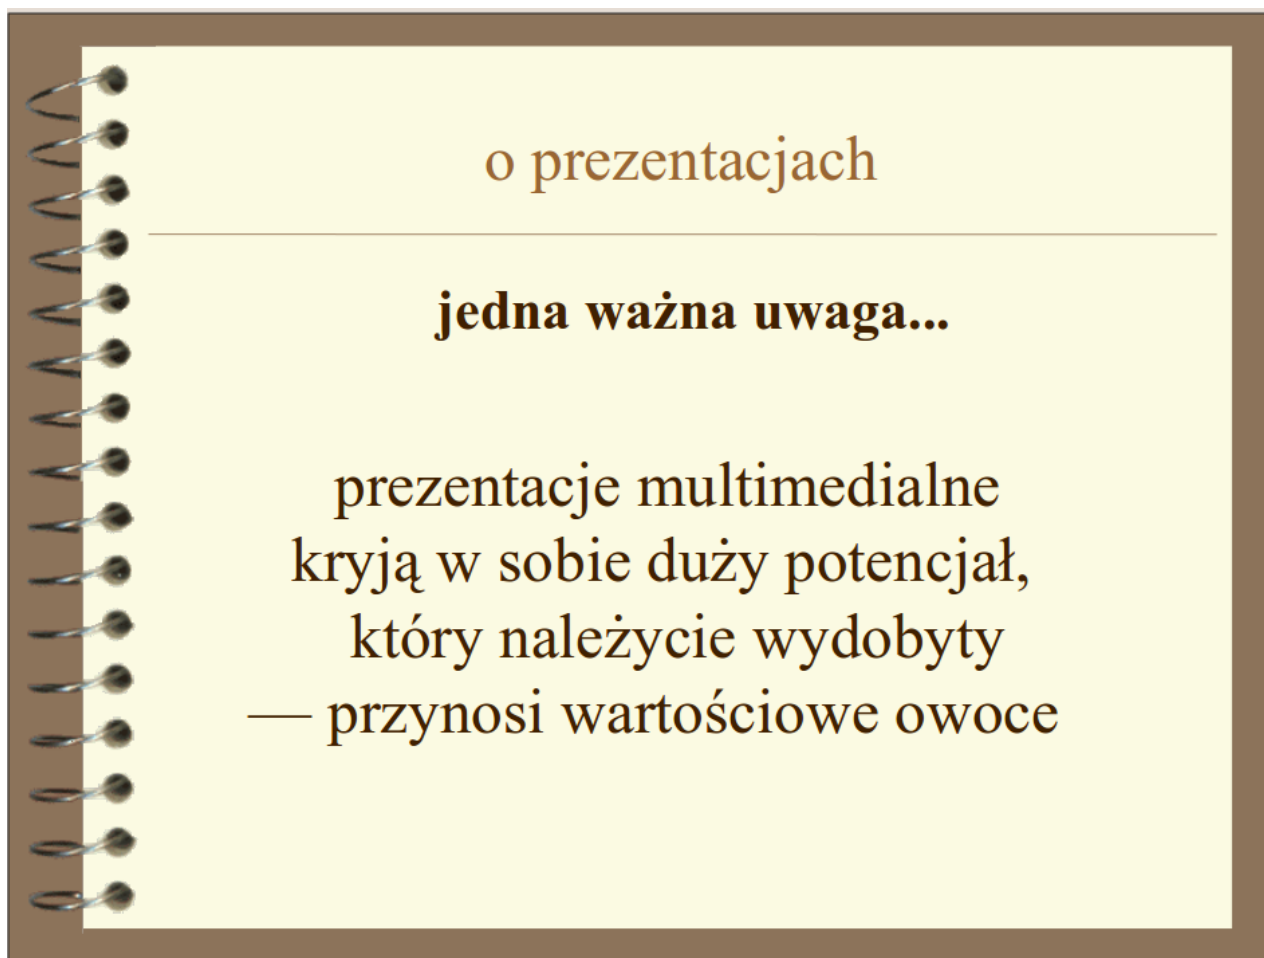 o prezentacjach
jedna ważna uwaga...
prezentacje multimedialne
kryją w sobie duży potencjał,
który należycie wydobyty
— przynosi wartościowe owoce